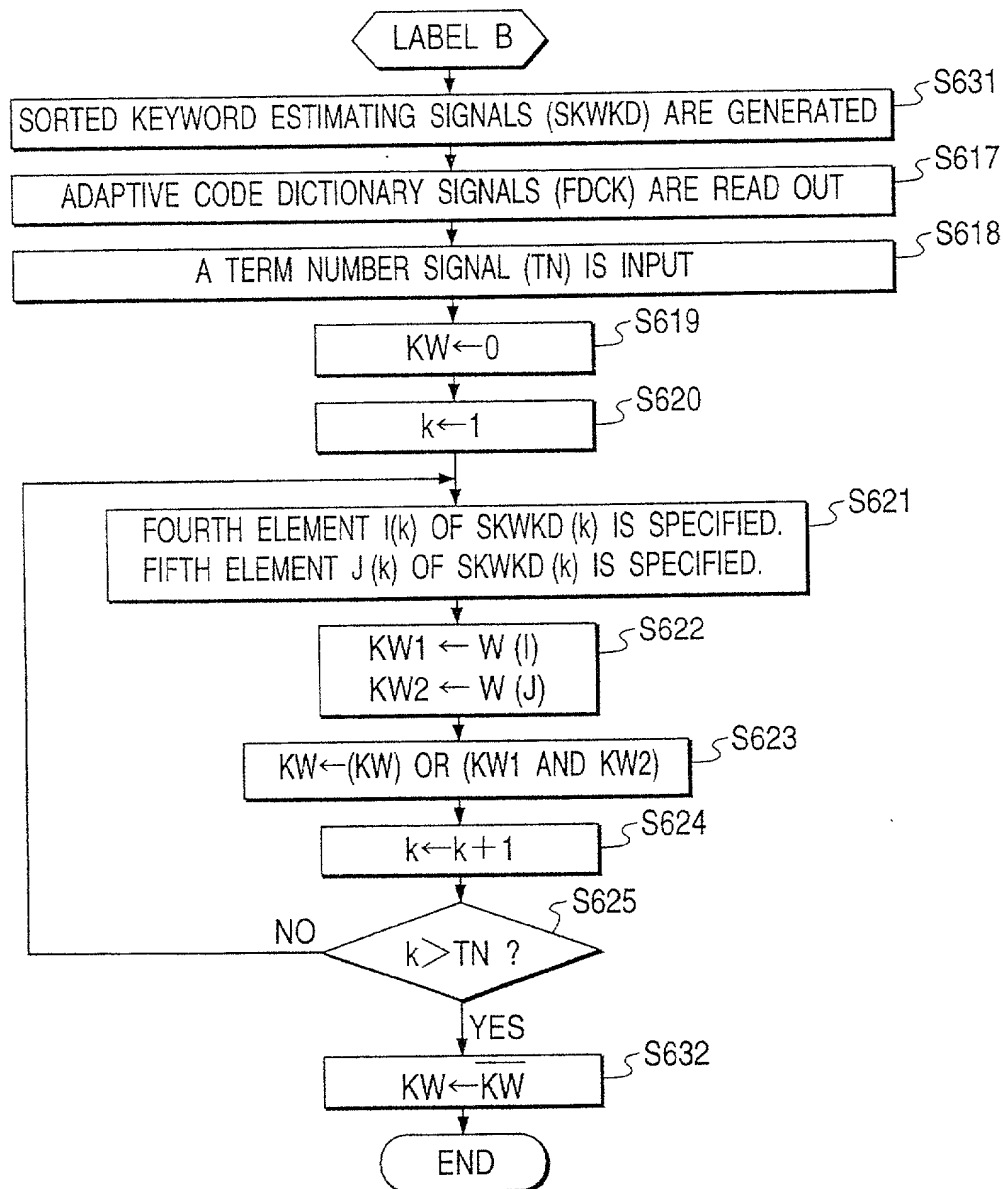 LABEL B
S631
SORTED KEYWORD ESTIMATING SIGNALS (SKWKD) ARE GENERATED
S617
ADAPTIVE CODE DICTIONARY SIGNALS (FDCK) ARE READ OUT
S618
A TERM NUMBER SIGNAL (TN) IS INPUT
S619
KW←0
S620
k←1
S621
FOURTH ELEMENT I(k) OF SKWKD (k) IS SPECIFIED.
FIFTH ELEMENT J (k) OF SKWKD (k) IS SPECIFIED.
S622
KW1 ← W (I)
KW2 ← W (J)
S623
KW←(KW) OR (KW1 AND KW2)
S624
k←k+1
S625
NO
k>TN ?
YES
S632
KW←K̅W̅
END